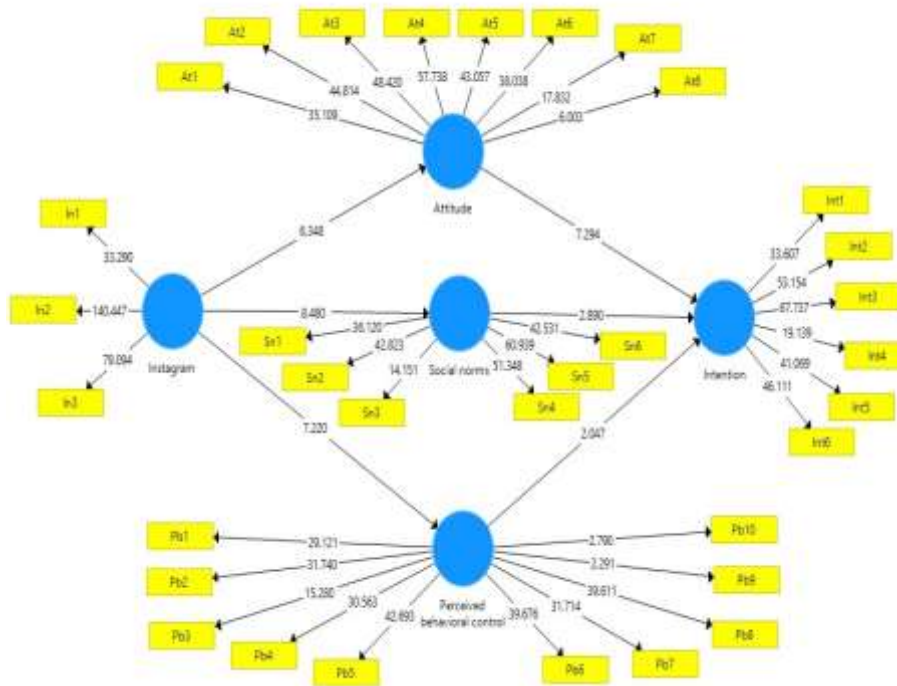 At3
At4
At5
At6
At2
At7
At1
At8
57.738
43.057
48.420
38.038
44.814
17.832
35.109
6.003
Attitude
In1
Int1
33.290
6.348
7.294
33.607
Int2
53.154
In2
140.447
8.480
2.890
67.737
Int3
36.120
42.531
Sn1
Sn6
19.139
Int4
79.094
Instagram
42.823
Social norms
60.939
Intention
41.069
Sn2
14.151
51.348
Sn5
46.111
In3
Sn3
Sn4
Int5
7.220
2.047
Int6
Pb1
29.121
2.790
Pb10
31.740
Pb2
Pb9
15.280
39.611
30.563
31.714
42.693
Perceived
39.676
behavioral control
Pb3
Pb8
Pb4
Pb7
Pb5
Pb6